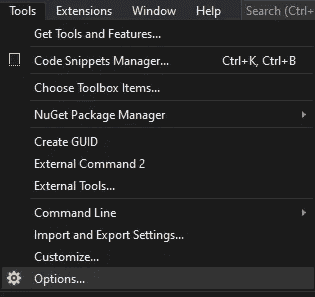 Tools Extensions Window Help Search (Ctrl+
Get Tools and Features...
Code Snippets Manager... Ctrl+K, Ctrl+B
Choose Toolbox Items...
NuGet Package Manager
Create GUID
External Command 2
External Tools...
Command Line
Import and Export Settings...
Customize...
Options...